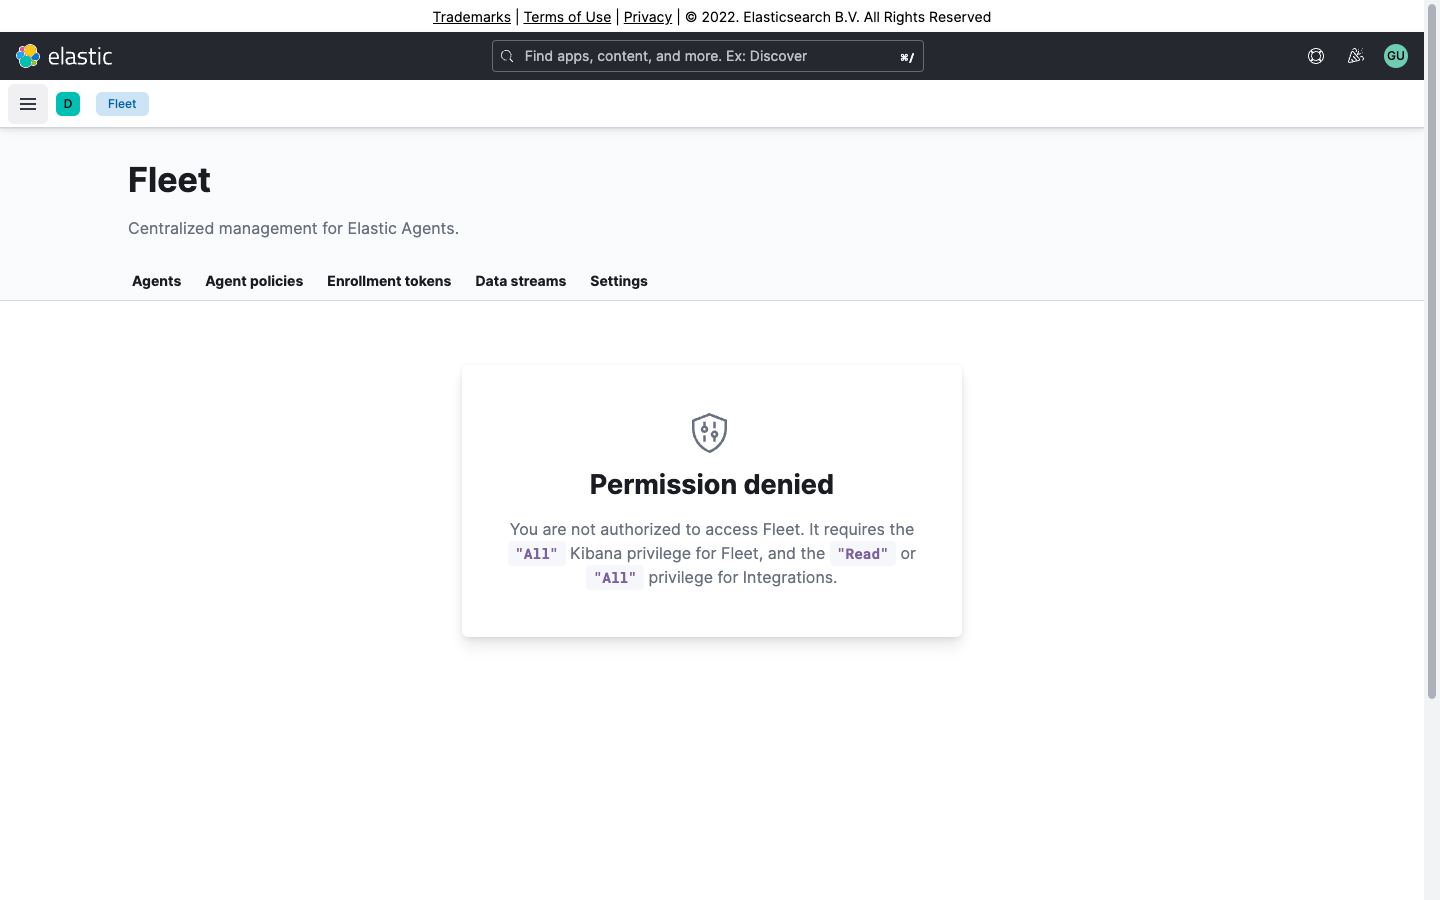 Trademarks | Terms of Use | Privacy | © 2022. Elasticsearch B.V. All Rights Reserved
elastic
Find apps, content, and more. Ex: Discover
⌘/
GU
D
Fleet
Fleet
Centralized management for Elastic Agents.
Agents
Agent policies
Enrollment tokens
Data streams
Settings
Permission denied
You are not authorized to access Fleet. It requires the
"All" Kibana privilege for Fleet, and the "Read" or
"All" privilege for Integrations.